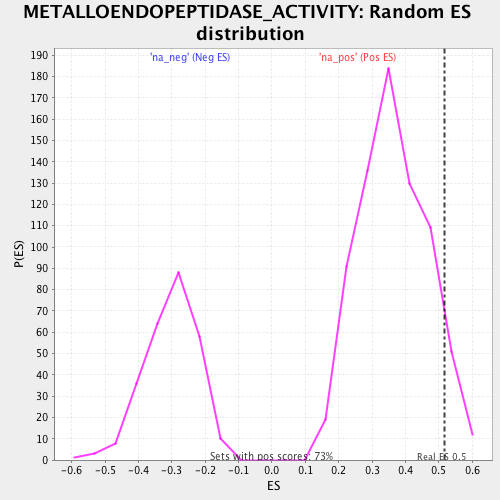 METALLOENDOPEPTIDASE_ACTIVITY: Random ES
distribution
'na_neg' (Neg ES)
'na_pos' (Pos ES)
190
180
170
160
150
140
130
120
110
100
90
80
70
60
50
40
30
20
10
0
P(ES)
Sets with pos scores: 73%
Real ES 0.5
-0.6 -0.5 -0.4 -0.3 -0.2 -0.1 0.0 0.1 0.2 0.3 0.4 0.5 0.6
ES